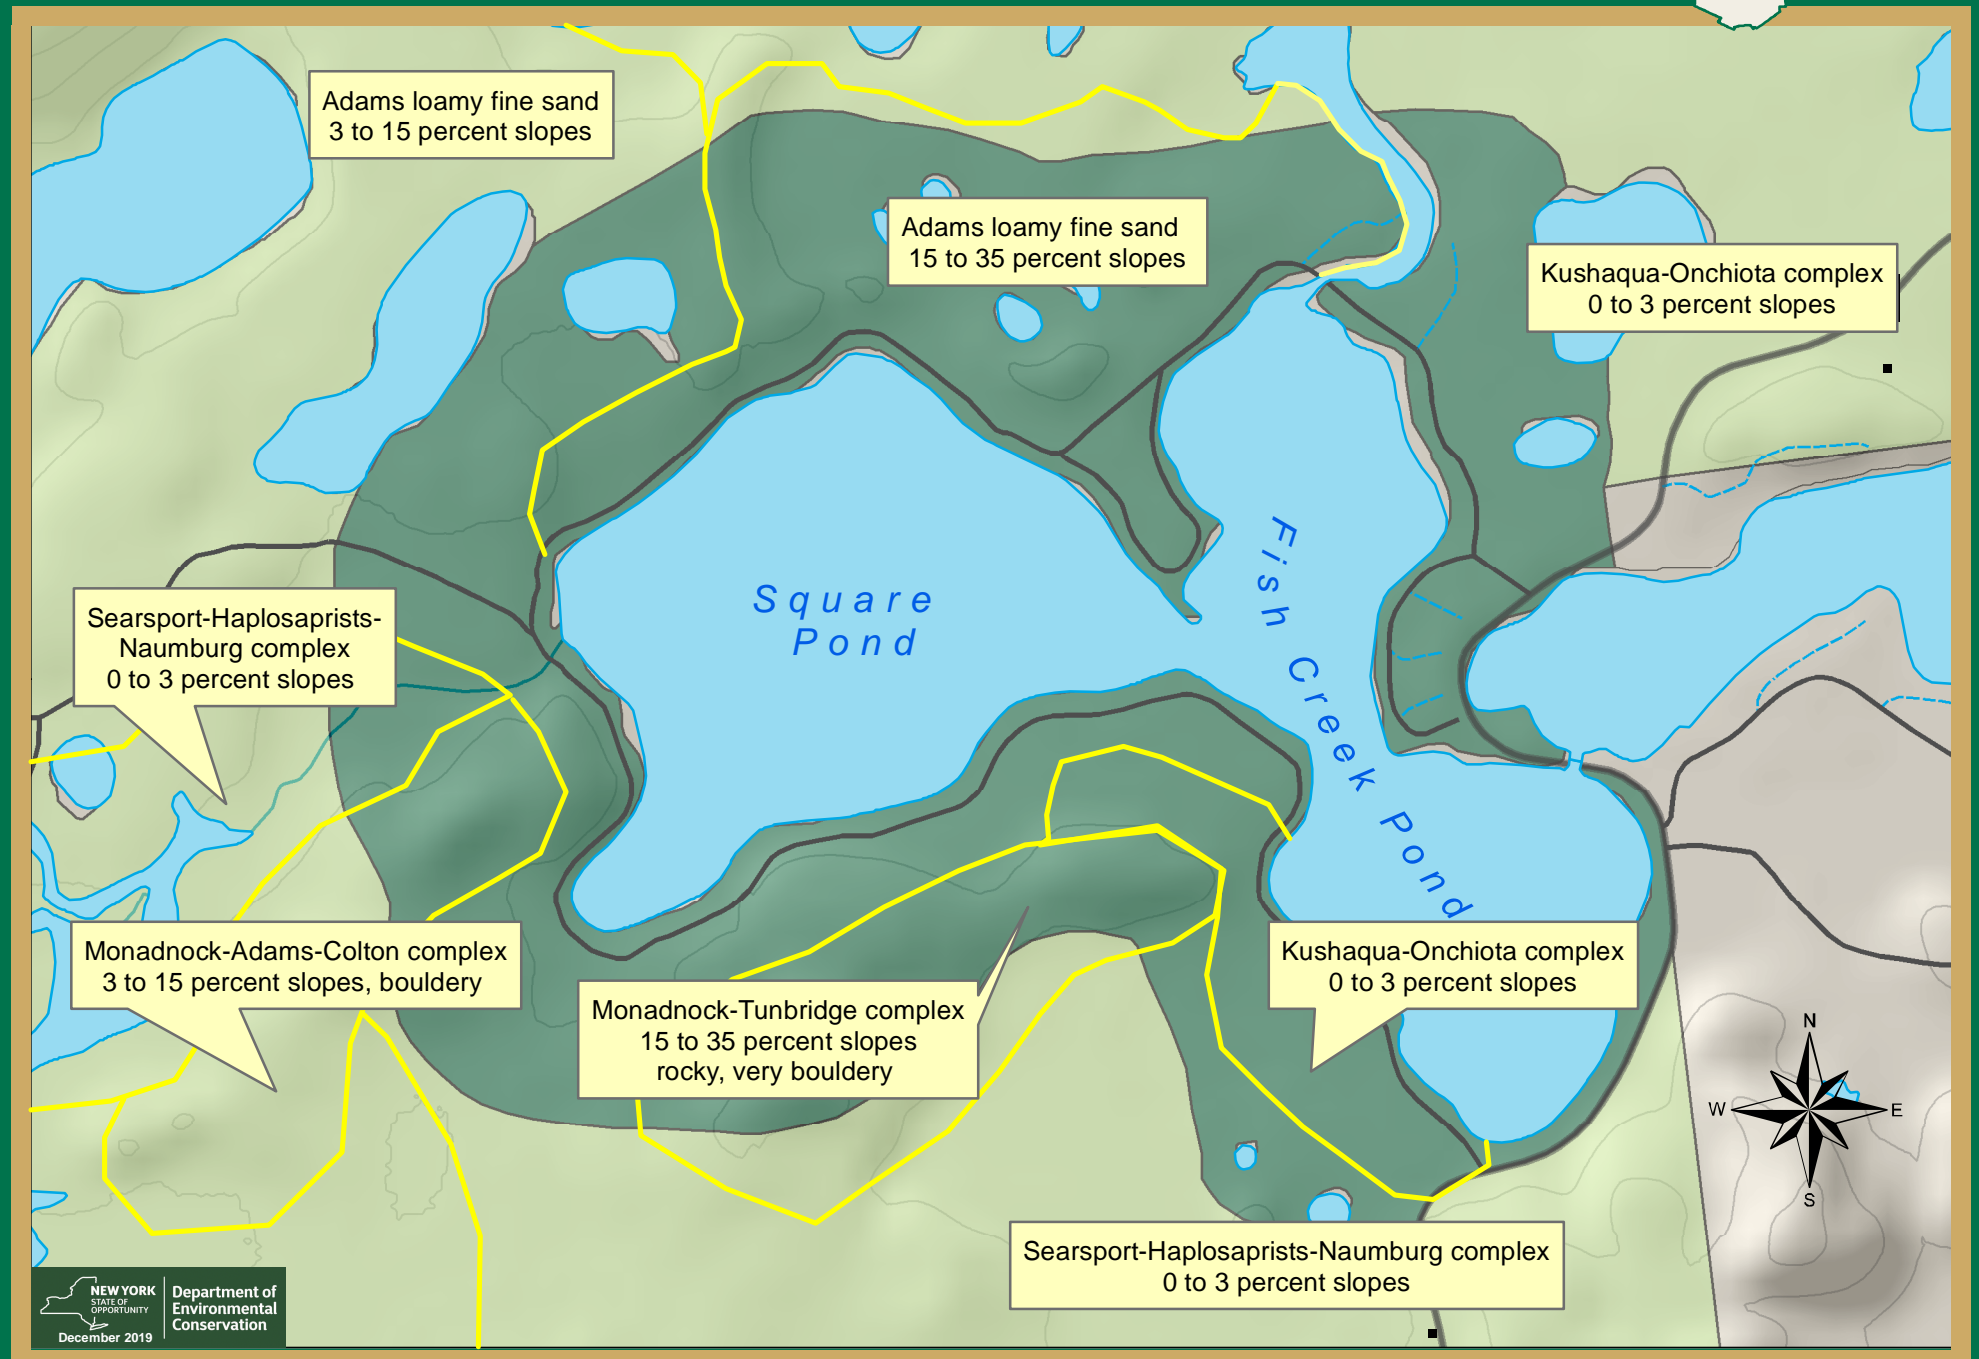 Adams loamy fine sand
3 to 15 percent slopes
Adams loamy fine sand
15 to 35 percent slopes
Kushaqua-Onchiota complex
0 to 3 percent slopes
Square
Pond
Fish Creek Pond
Searsport-Haplosaprists-
Naumburg complex
0 to 3 percent slopes
Monadnock-Adams-Colton complex
3 to 15 percent slopes, bouldery
Monadnock-Tunbridge complex
15 to 35 percent slopes
rocky, very bouldery
Kushaqua-Onchiota complex
0 to 3 percent slopes
N
W
E
S
Searsport-Haplosaprists-Naumburg complex
0 to 3 percent slopes
NEW YORK
STATE OF
OPPORTUNITY
Department of
Environmental
Conservation
December 2019